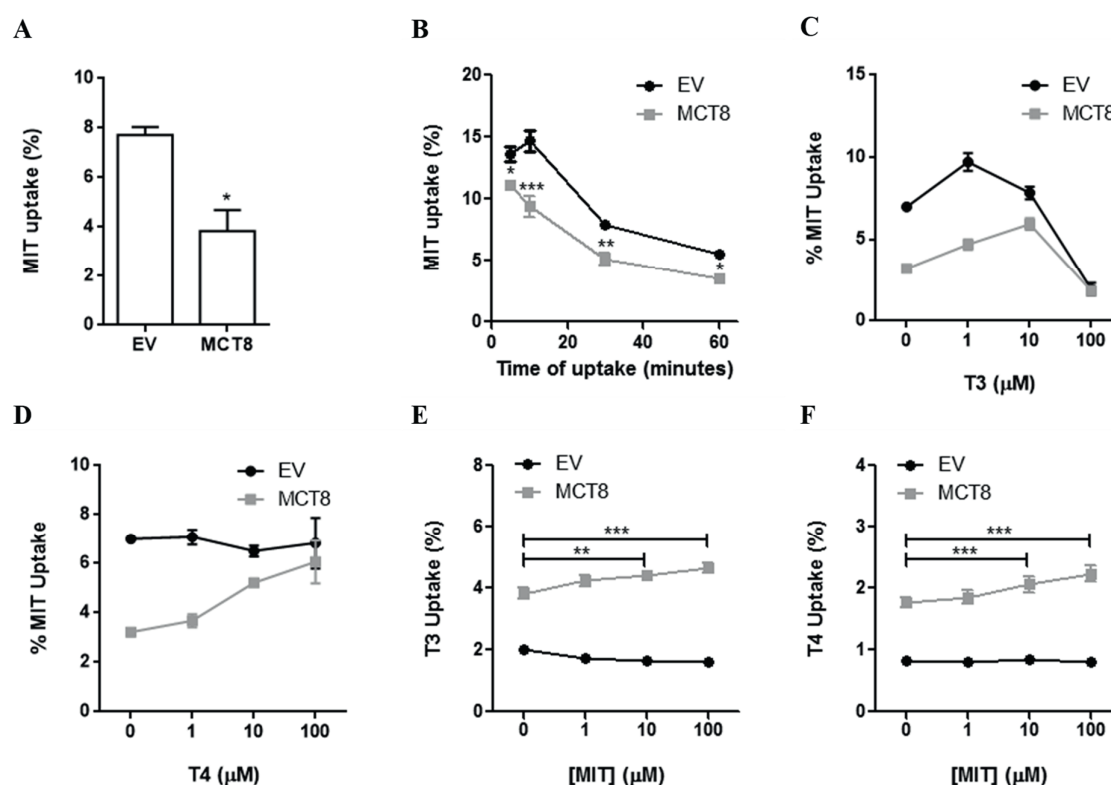 A
MIT uptake (%)
10
8
6
4
2
0
EV
MCT8
*
B
MIT uptake (%)
20
15
10
5
0
0
20
40
60
Time of uptake (minutes)
EV
MCT8
*
***
**
*
C
% MIT Uptake
15
10
5
0
0
1
10
100
T3 (µM)
EV
MCT8
D
% MIT Uptake
10
8
6
4
2
0
0
1
10
100
T4 (µM)
EV
MCT8
E
T3 Uptake (%)
8
6
4
2
0
0
1
10
100
[MIT] (µM)
EV
MCT8
***
**
F
T4 Uptake (%)
4
3
2
1
0
0
1
10
100
[MIT] (µM)
EV
MCT8
***
***